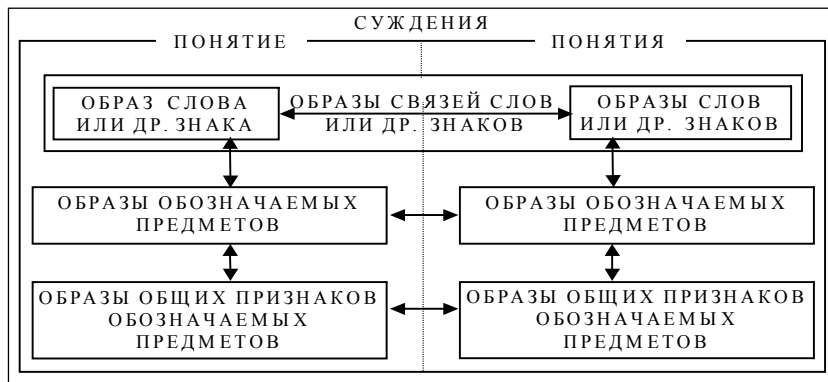 СУЖДЕНИЯ
ПОНЯТИЕ ПОНЯТИЯ
ОБРАЗ СЛОВА
ИЛИ ДР. ЗНАКА
ОБРАЗЫ СВЯЗЕЙ СЛОВ
ИЛИ ДР. ЗНАКОВ
ОБРАЗЫ СЛОВ
ИЛИ ДР. ЗНАКОВ
ОБРАЗЫ ОБОЗНАЧАЕМЫХ
ПРЕДМЕТОВ
ОБРАЗЫ ОБОЗНАЧАЕМЫХ
ПРЕДМЕТОВ
ОБРАЗЫ ОБЩИХ ПРИЗНАКОВ
ОБОЗНАЧАЕМЫХ
ПРЕДМЕТОВ
ОБРАЗЫ ОБЩИХ ПРИЗНАКОВ
ОБОЗНАЧАЕМЫХ
ПРЕДМЕТОВ